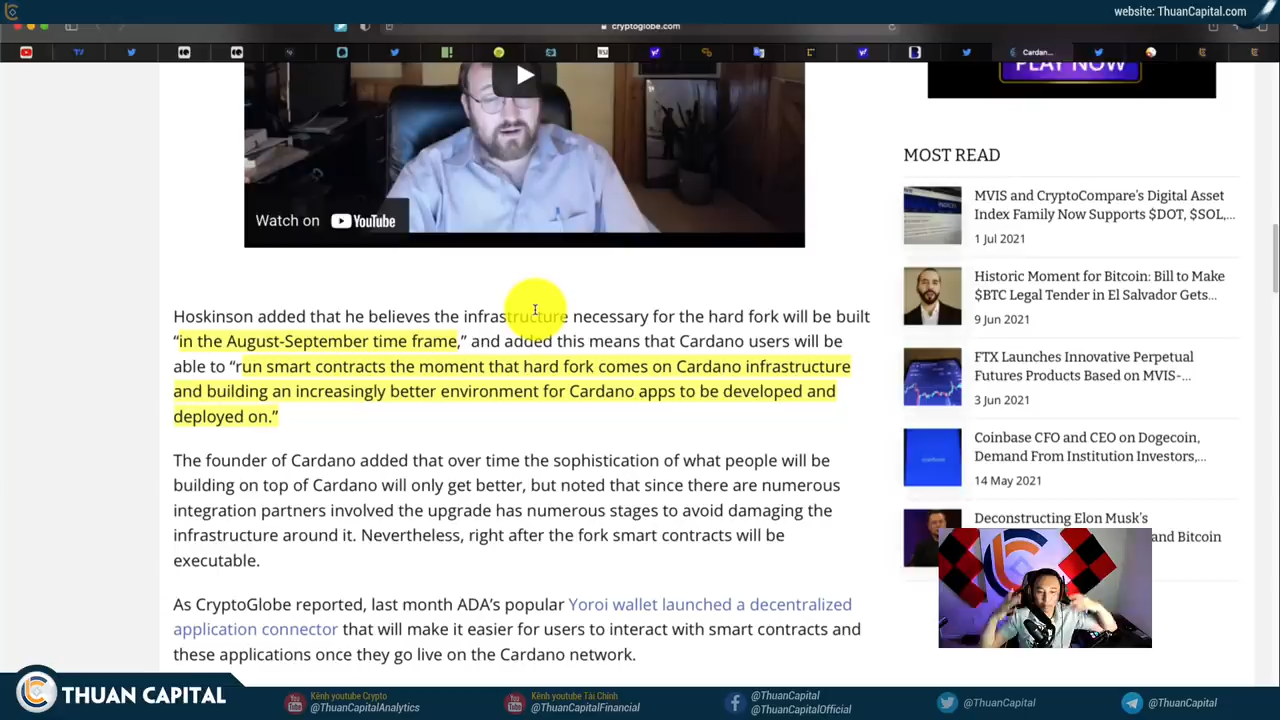 website: ThuanCapital.com
cryptoglobe.com
Cardan...
PLAY NOW
Watch on YouTube
MOST READ
MVIS and CryptoCompare's Digital Asset
Index Family Now Supports $DOT, $SOL,...
1 Jul 2021
Historic Moment for Bitcoin: Bill to Make
$BTC Legal Tender in El Salvador Gets...
9 Jun 2021
FTX Launches Innovative Perpetual
Futures Products Based on MVIS-...
3 Jun 2021
Coinbase CFO and CEO on Dogecoin,
Demand From Institution Investors,...
14 May 2021
Deconstructing Elon Musk's
and Bitcoin
Hoskinson added that he believes the infrastructure necessary for the hard fork will be built
“in the August-September time frame,” and added this means that Cardano users will be
able to “run smart contracts the moment that hard fork comes on Cardano infrastructure
and building an increasingly better environment for Cardano apps to be developed and
deployed on.”
The founder of Cardano added that over time the sophistication of what people will be
building on top of Cardano will only get better, but noted that since there are numerous
integration partners involved the upgrade has numerous stages to avoid damaging the
infrastructure around it. Nevertheless, right after the fork smart contracts will be
executable.
As CryptoGlobe reported, last month ADA's popular Yoroi wallet launched a decentralized
application connector that will make it easier for users to interact with smart contracts and
these applications once they go live on the Cardano network.
THUAN CAPITAL
Kênh youtube Crypto
@ThuanCapitalAnalytics
Kênh youtube Tài Chính
@ThuanCapitalFinancial
@ThuanCapital
@ThuanCapitalOfficial
@ThuanCapital
@ThuanCapital